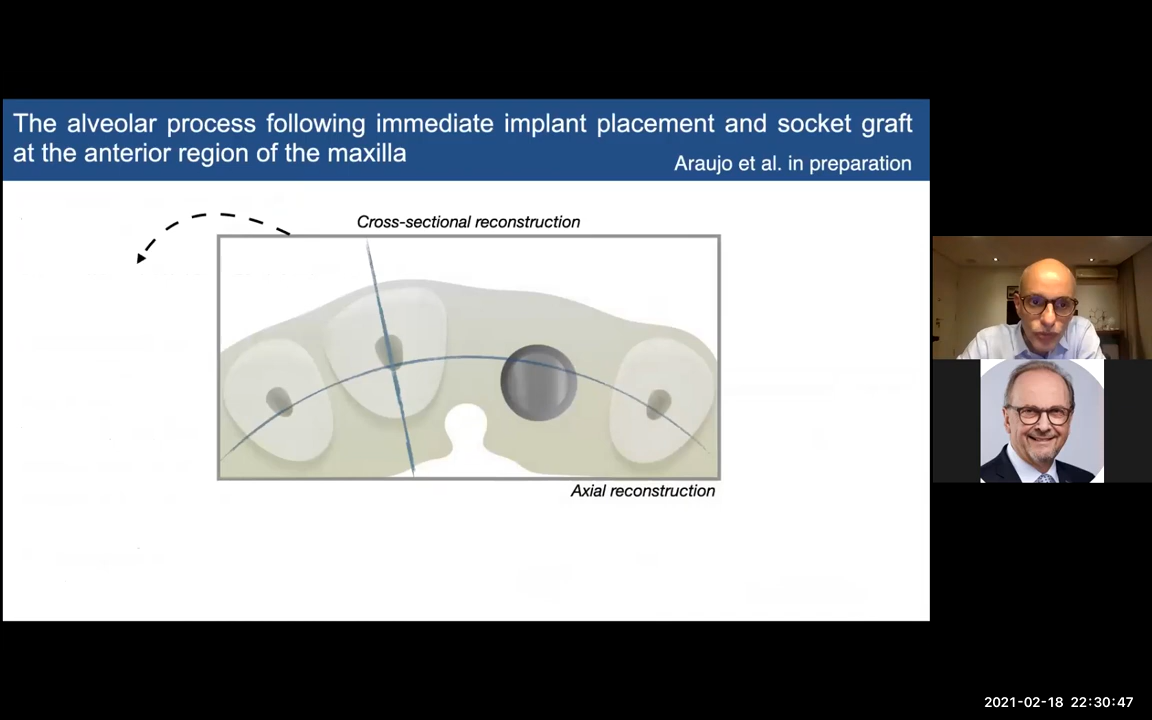 The alveolar process following immediate implant placement and socket graft
at the anterior region of the maxilla
Araujo et al. in preparation
Cross-sectional reconstruction
Axial reconstruction
2021-02-18 22:30:47